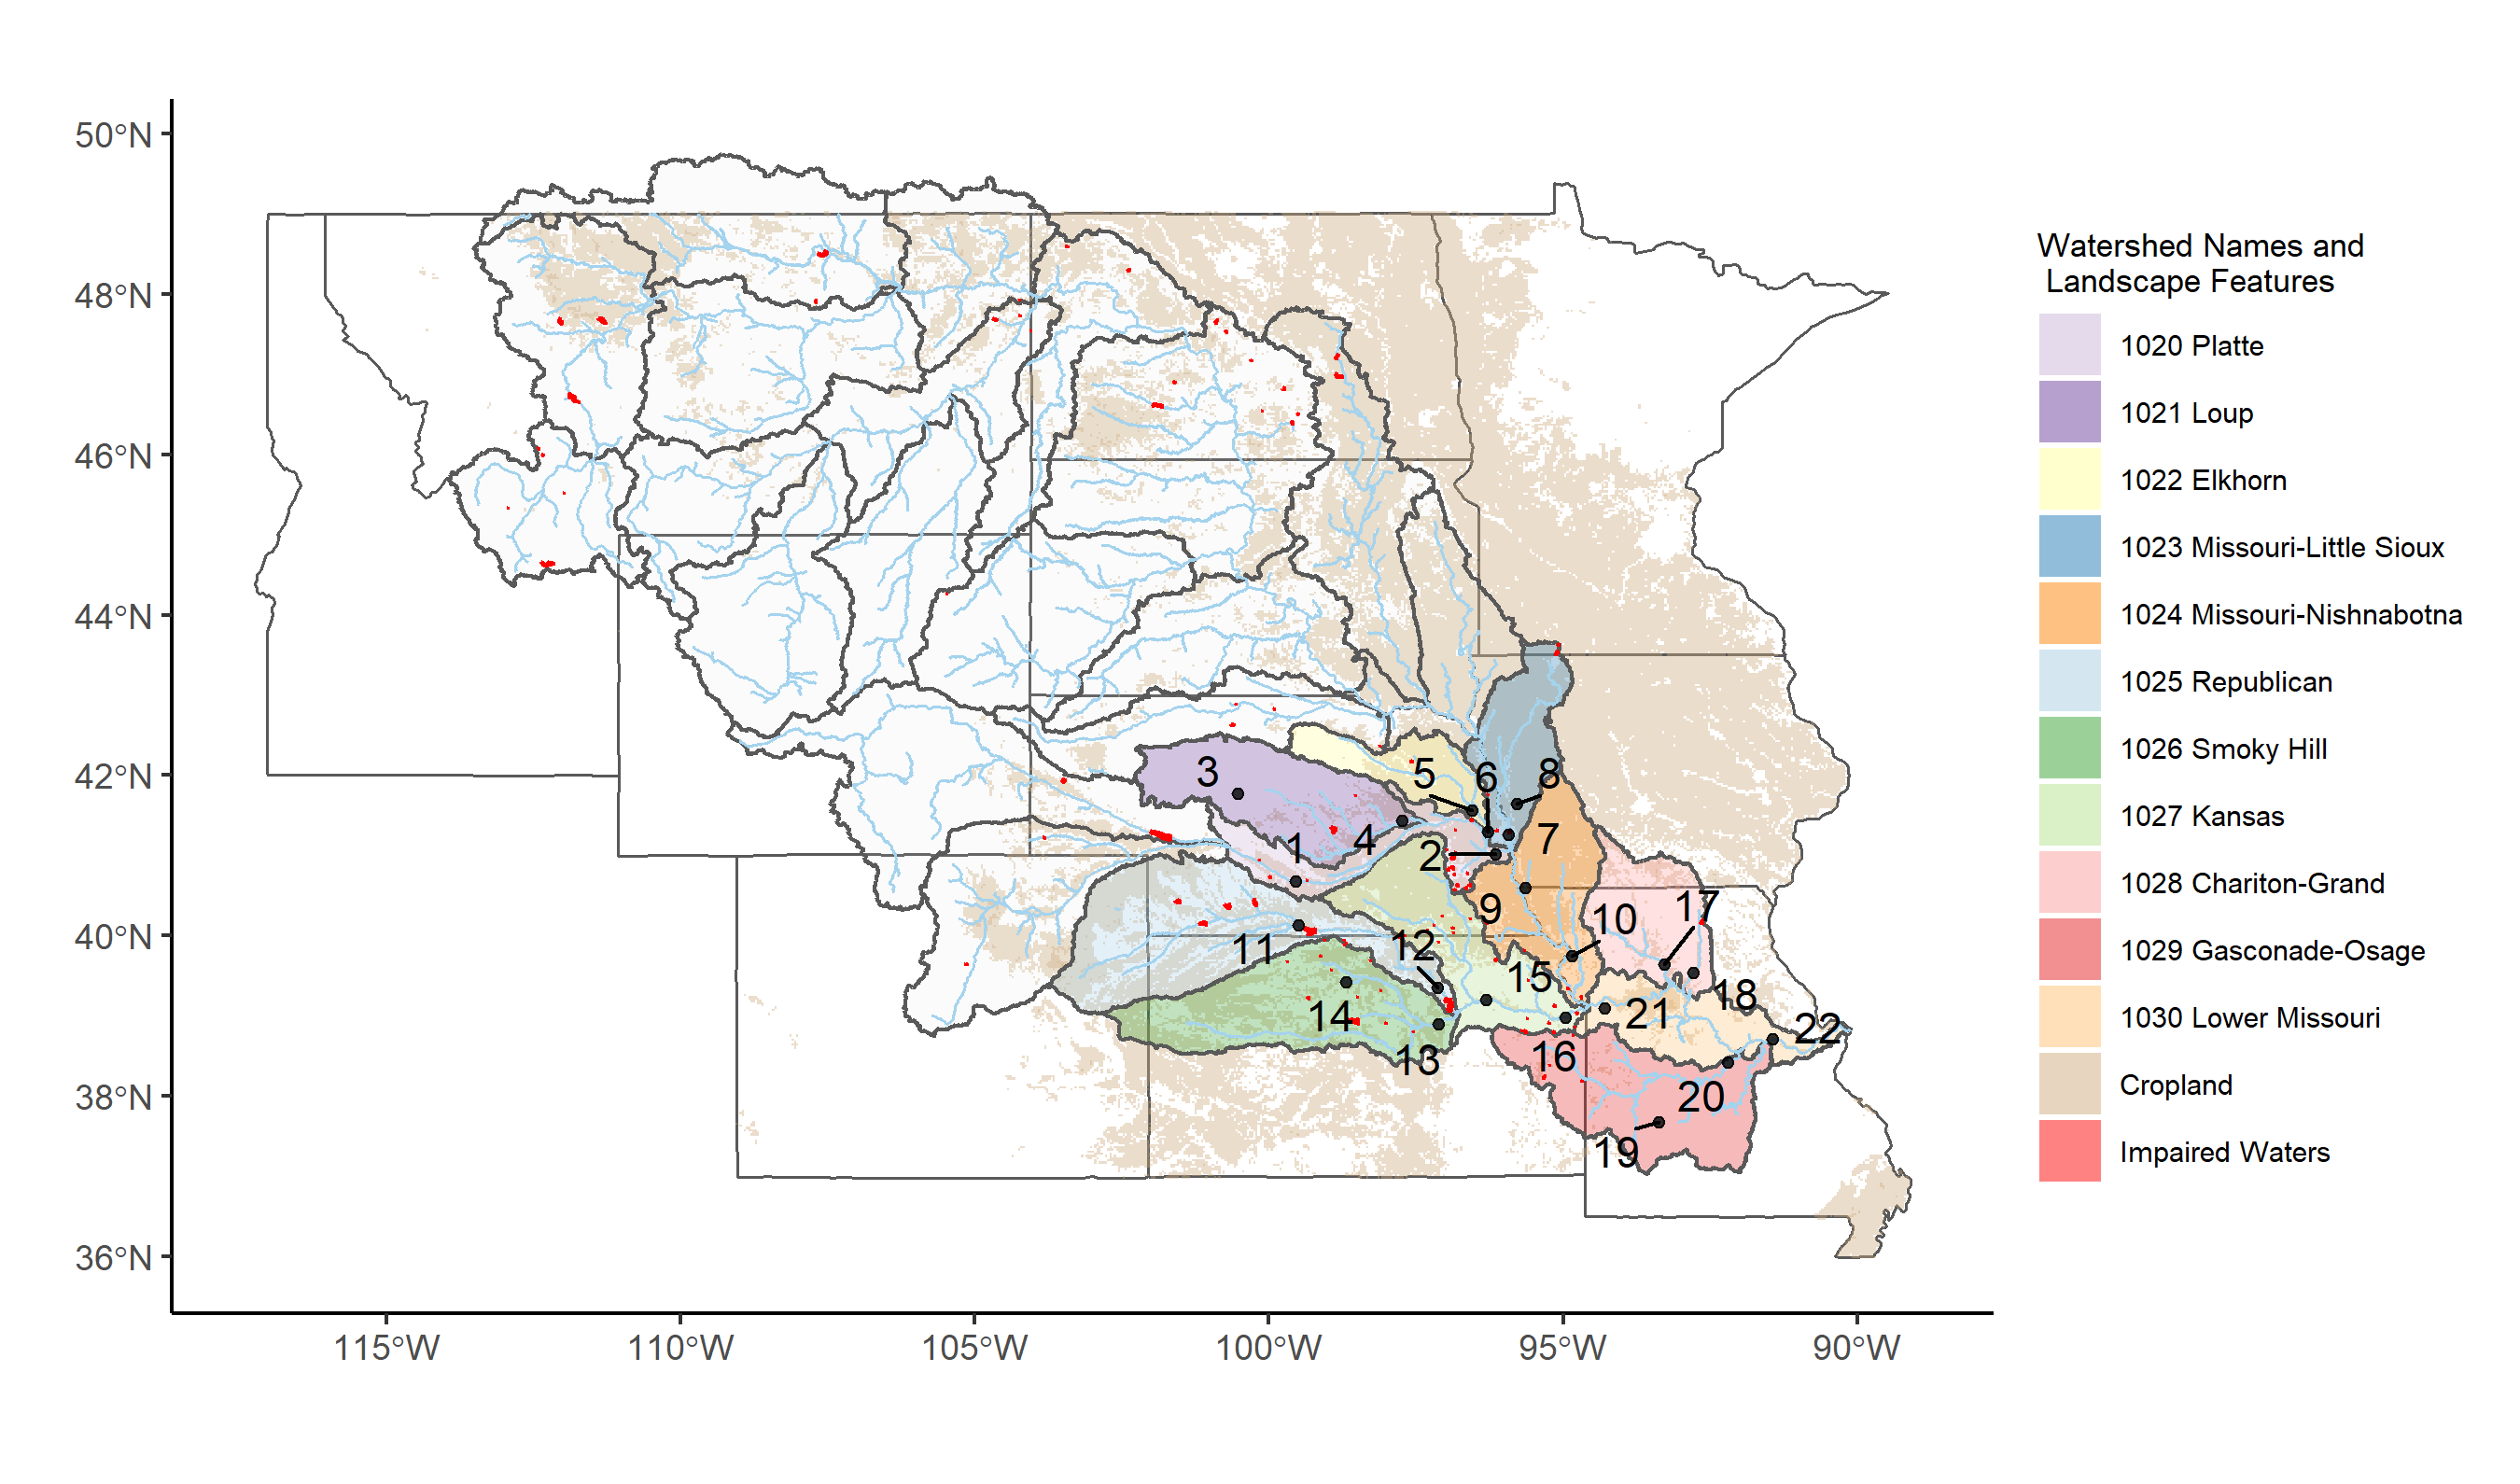 50°N
48°N
46°N
44°N
42°N
40°N
38°N
36°N
115°W
110°W
105°W
100°W
95°W
90°W
3
5
6
8
1
4
2
7
9
10
17
11
12
15
18
14
21
22
13
16
20
19
Watershed Names and
Landscape Features
1020 Platte
1021 Loup
1022 Elkhorn
1023 Missouri-Little Sioux
1024 Missouri-Nishnabotna
1025 Republican
1026 Smoky Hill
1027 Kansas
1028 Chariton-Grand
1029 Gasconade-Osage
1030 Lower Missouri
Cropland
Impaired Waters